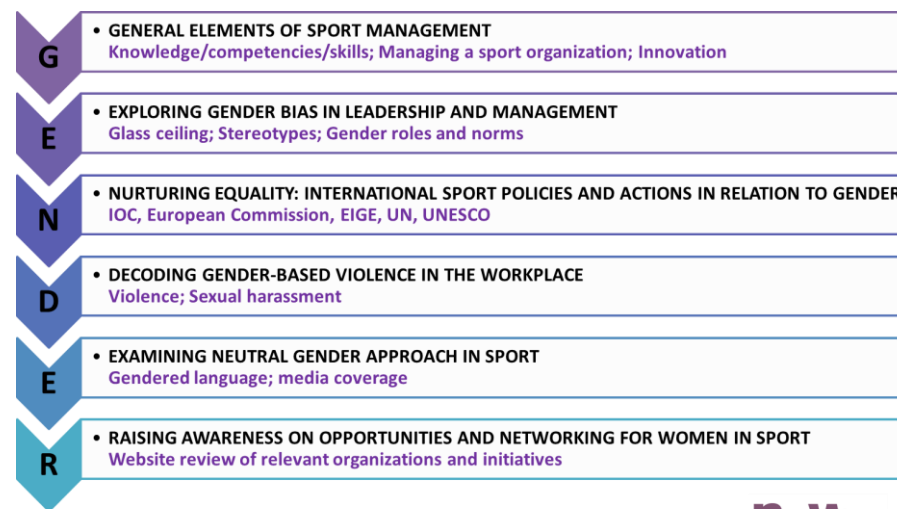 G
• GENERAL ELEMENTS OF SPORT MANAGEMENT
Knowledge/competencies/skills; Managing a sport organization; Innovation
E
• EXPLORING GENDER BIAS IN LEADERSHIP AND MANAGEMENT
Glass ceiling; Stereotypes; Gender roles and norms
N
• NURTURING EQUALITY: INTERNATIONAL SPORT POLICIES AND ACTIONS IN RELATION TO GENDER
IOC, European Commission, EIGE, UN, UNESCO
D
• DECODING GENDER-BASED VIOLENCE IN THE WORKPLACE
Violence; Sexual harassment
E
• EXAMINING NEUTRAL GENDER APPROACH IN SPORT
Gendered language; media coverage
R
• RAISING AWARENESS ON OPPORTUNITIES AND NETWORKING FOR WOMEN IN SPORT
Website review of relevant organizations and initiatives